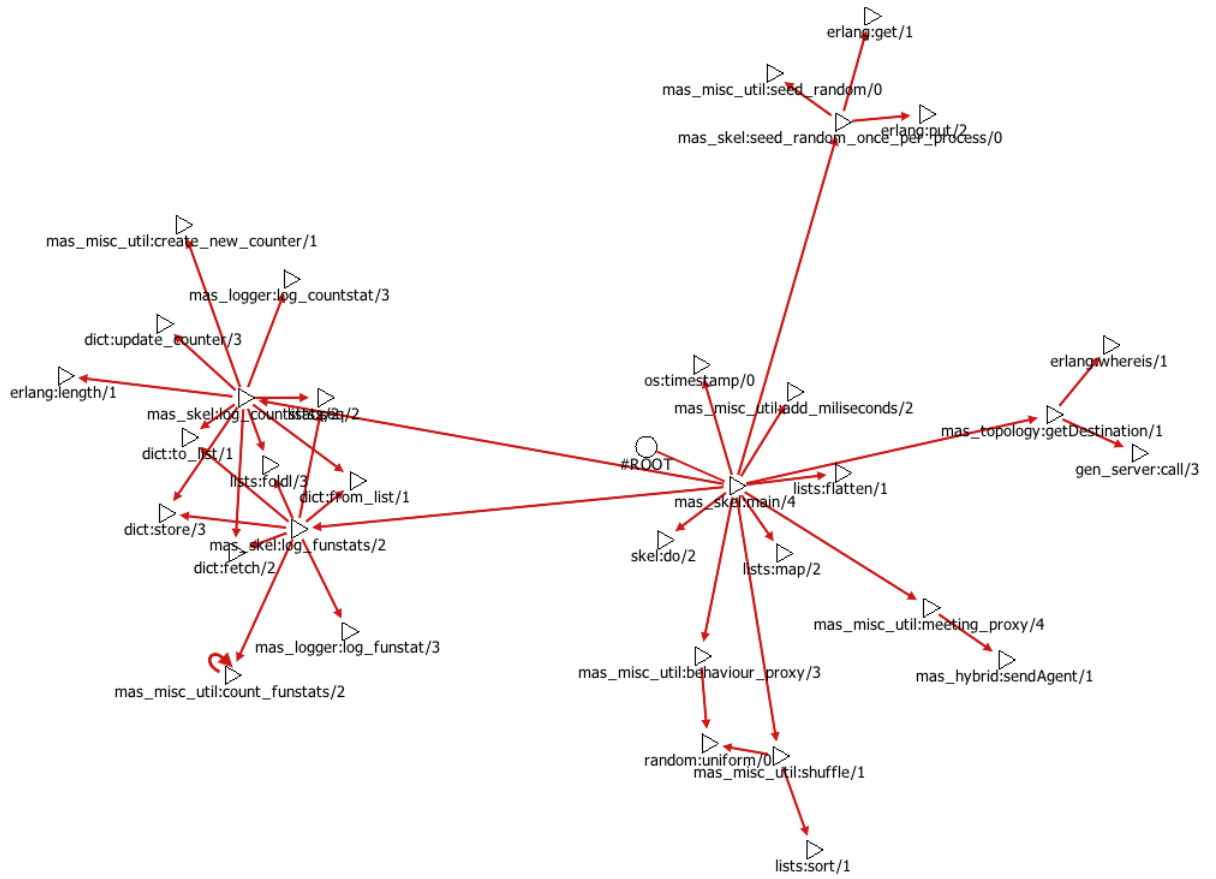 erlang:get/1
mas_misc_util:seed_random/0
erlang:put/2
mas_skel:seed_random_once_per_process/0
mas_misc_util:create_new_counter/1
mas_logger:log_countstat/3
dict:update_counter/3
erlang:whereis/1
os:timestamp/0
erlang:length/1
mas_misc_util:add_miliseconds/2
mas_topology:getDestination/1
dict:to_list/1
#ROOT
gen_server:call/3
lists:foldl/3
lists:flatten/1
dict:from_list/1
mas_skel:main/4
dict:store/3
mas_skel:log_funstats/2
skel:do/2
dict:fetch/2
lists:map/2
mas_misc_util:meeting_proxy/4
mas_logger:log_funstat/3
mas_misc_util:behaviour_proxy/3
mas_hybrid:sendAgent/1
mas_misc_util:count_funstats/2
random:uniform/0
mas_misc_util:shuffle/1
lists:sort/1